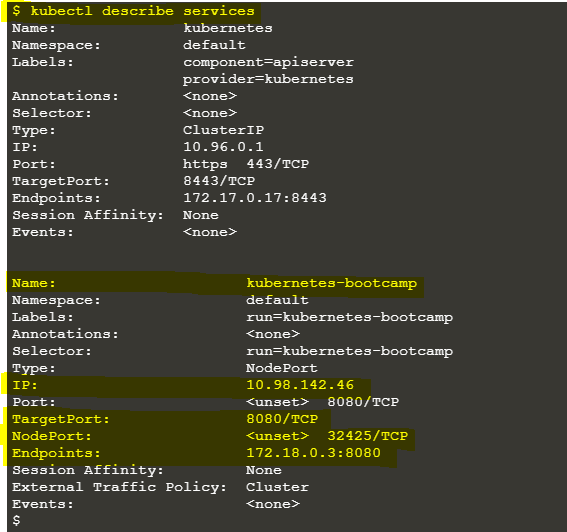 $ kubectl describe services
Name: kubernetes
Namespace: default
Labels: component=apiserver
provider=kubernetes
Annotations: <none>
Selector: <none>
Type: ClusterIP
IP: 10.96.0.1
Port: https 443/TCP
TargetPort: 8443/TCP
Endpoints: 172.17.0.17:8443
Session Affinity: None
Events: <none>
Name: kubernetes-bootcamp
Namespace: default
Labels: run=kubernetes-bootcamp
Annotations: <none>
Selector: run=kubernetes-bootcamp
Type: NodePort
IP: 10.98.142.46
Port: <unset> 8080/TCP
TargetPort: 8080/TCP
NodePort: <unset> 32425/TCP
Endpoints: 172.18.0.3:8080
Session Affinity: None
External Traffic Policy: Cluster
Events: <none>
$